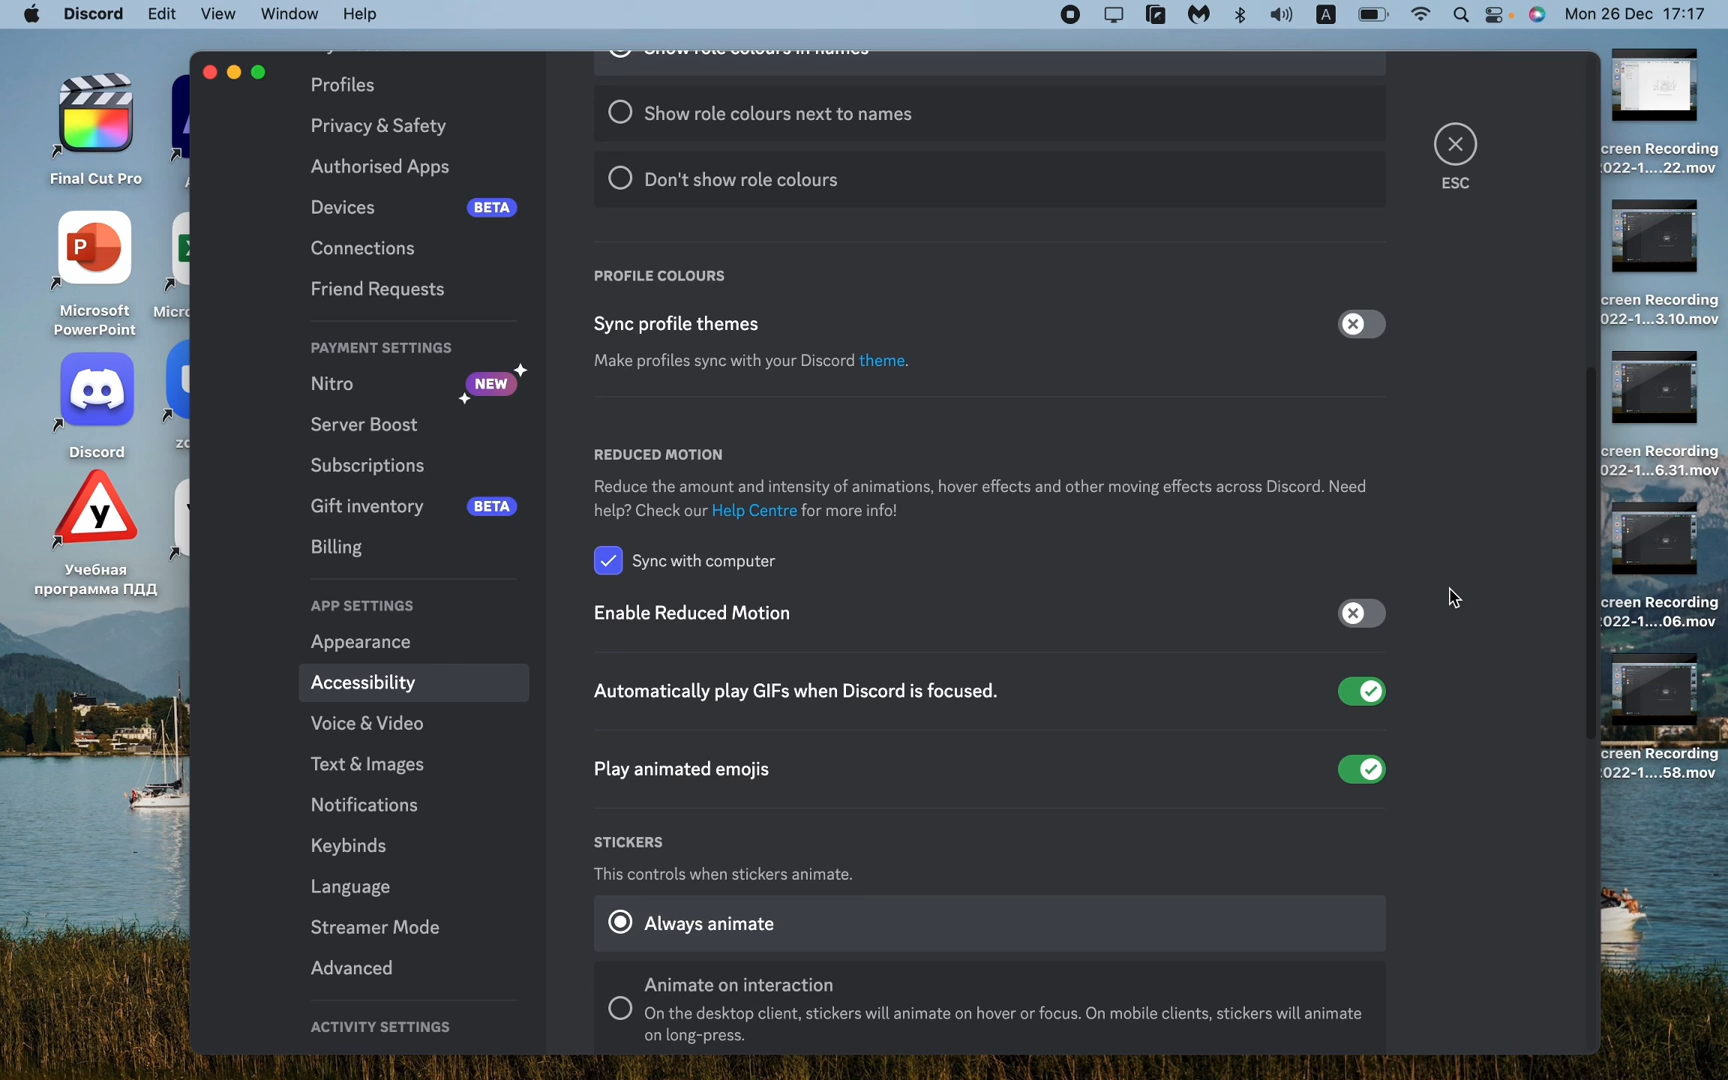 Discord Edit View Window Help
A
Mon 26 Dec 17:17
Final Cut Pro
Microsoft
PowerPoint
Micro
Discord
Учебная
программа ПДД
Profiles
Privacy & Safety
Authorised Apps
Devices BETA
Connections
Friend Requests
PAYMENT SETTINGS
Nitro NEW
Server Boost
Subscriptions
Gift inventory BETA
Billing
APP SETTINGS
Appearance
Accessibility
Voice & Video
Text & Images
Notifications
Keybinds
Language
Streamer Mode
Advanced
ACTIVITY SETTINGS
Show role colours in names
Show role colours next to names
Don't show role colours
PROFILE COLOURS
Sync profile themes
Make profiles sync with your Discord theme.
REDUCED MOTION
Reduce the amount and intensity of animations, hover effects and other moving effects across Discord. Need
help? Check our Help Centre for more info!
Sync with computer
Enable Reduced Motion
Automatically play GIFs when Discord is focused.
Play animated emojis
STICKERS
This controls when stickers animate.
Always animate
Animate on interaction
On the desktop client, stickers will animate on hover or focus. On mobile clients, stickers will animate
on long-press.
ESC
creen Recording
022-1....22.mov
creen Recording
022-1...3.10.mov
creen Recording
022-1...6.31.mov
creen Recording
022-1....06.mov
creen Recording
022-1....58.mov